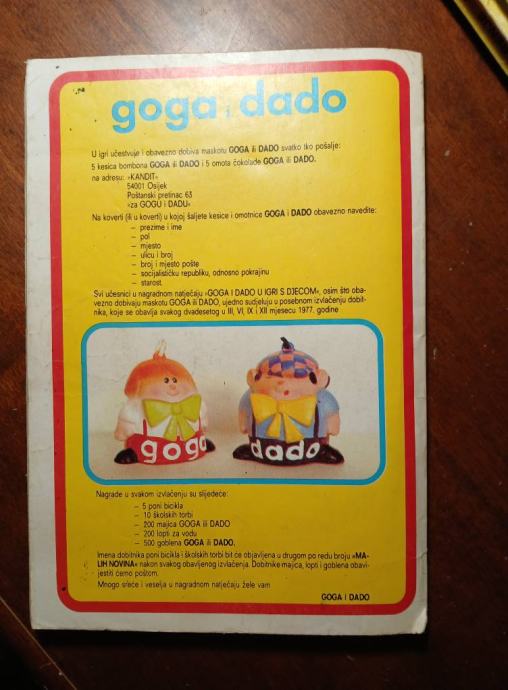 goga i dado
U igri učestvuje i obavezno dobiva maskotu GOGA ili DADO svatko tko pošalje:
5 kesica bombona GOGA ili DADO i 5 omota čokolade GOGA ili DADO.
na adresu: »KANDIT«
54001 Osijek
Poštanski pretinac 63
»za GOGU i DADU«
Na koverti (ili u koverti) u kojoj šaljete kesice i omotnice GOGA i DADO obavezno navedite:
— prezime i ime
— pol
— mjesto
— ulicu i broj
— broj i mjesto pošte
— socijalističku republiku, odnosno pokrajinu
— starost.
Svi učesnici u nagradnom natječaju »GOGA I DADO U IGRI S DJECOM«, osim što oba-
vezno dobivaju maskotu GOGA ili DADO, ujedno sudjeluju u posebnom izvlačenju dobit-
nika, koje se obavlja svakog dvadesetog u III, VI, IX i XII mjesecu 1977. godine
goga
dado
Nagrade u svakom izvlačenju su slijedeće:
— 5 poni bicikla
— 10 školskih torbi
— 200 majica GOGA ili DADO
— 200 lopti za vodu
— 500 goblena GOGA ili DADO.
Imena dobitnika poni bicikla i školskih torbi bit će objavljena u drugom po redu broju »MA-
LIH NOVINA« nakon svakog obavljenog izvlačenja. Dobitnike majica, lopti i goblena obavi-
jestiti ćemo poštom.
Mnogo sreće i veselja u nagradnom natječaju žele vam
GOGA I DADO